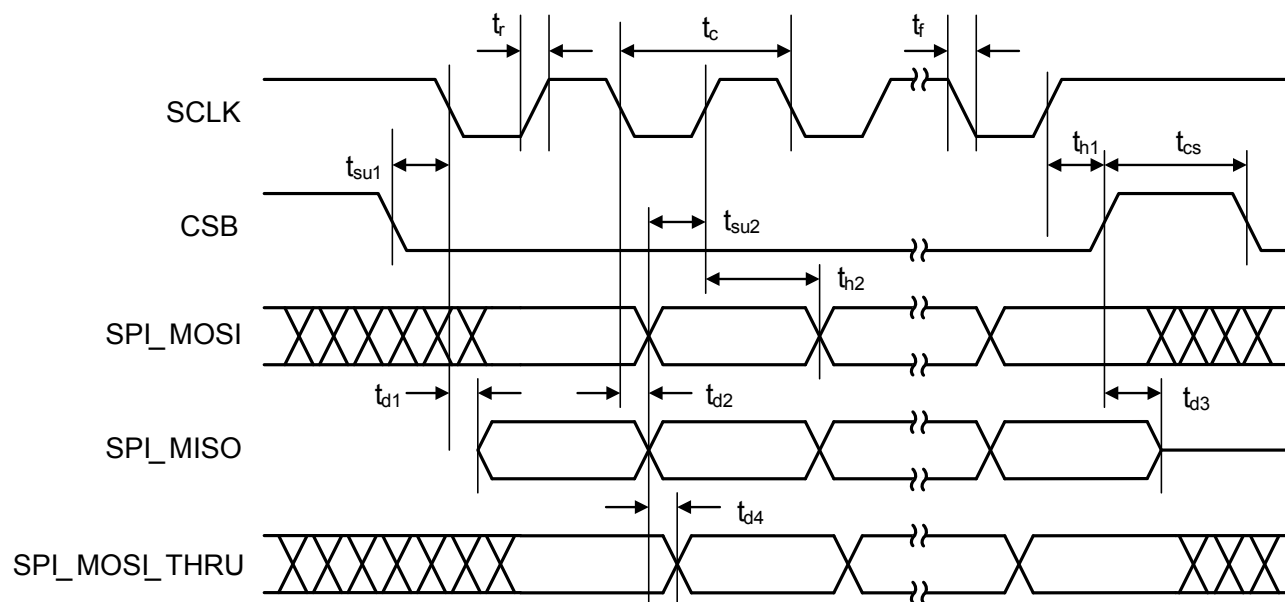 tr tc tf
SCLK
tsu1 th1 tcs
CSB
tsu2
th2
SPI_MOSI
td1 td2 td3
SPI_MISO
td4
SPI_MOSI_THRU